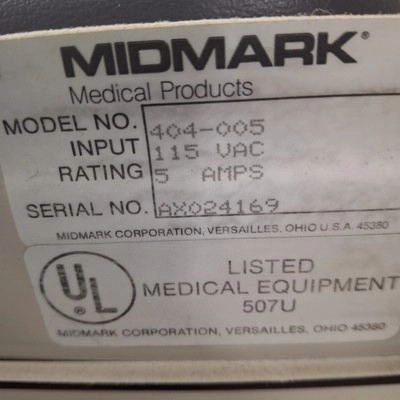 MIDMARK®
Medical Products
MODEL NO. 404-005
INPUT 115 VAC
RATING 5 AMPS
SERIAL NO. AX024169
MIDMARK CORPORATION, VERSAILLES, OHIO U.S.A. 45380
UL® LISTED
MEDICAL EQUIPMENT
507U
MIDMARK CORPORATION, VERSAILLES, OHIO 45380